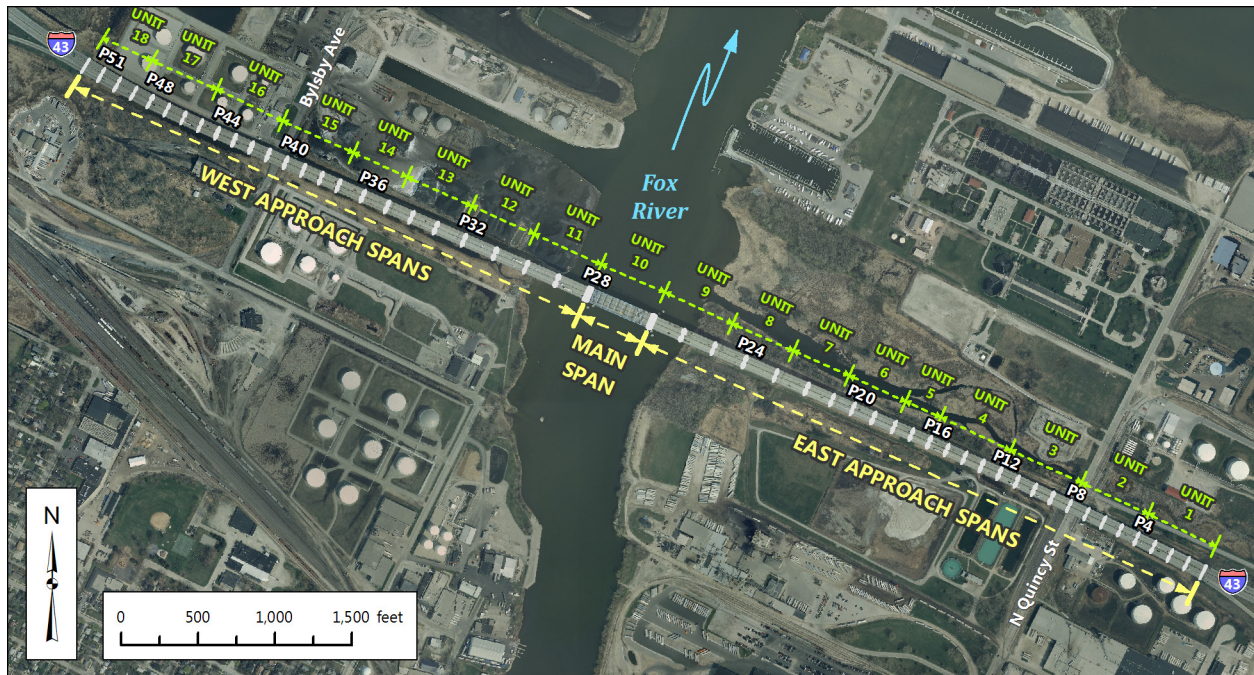 43
UNIT
18
UNIT
17
UNIT
16
Bylsby Ave
UNIT
15
UNIT
14
UNIT
13
UNIT
12
UNIT
11
UNIT
10
UNIT
9
UNIT
8
UNIT
7
UNIT
6
UNIT
5
UNIT
4
UNIT
3
UNIT
2
UNIT
1
P51
P48
P44
P40
P36
P32
P28
P24
P20
P16
P12
P8
P4
Fox
River
WEST APPROACH SPANS
MAIN
SPAN
EAST APPROACH SPANS
N Quincy St
43
N
0 500 1,000 1,500 feet